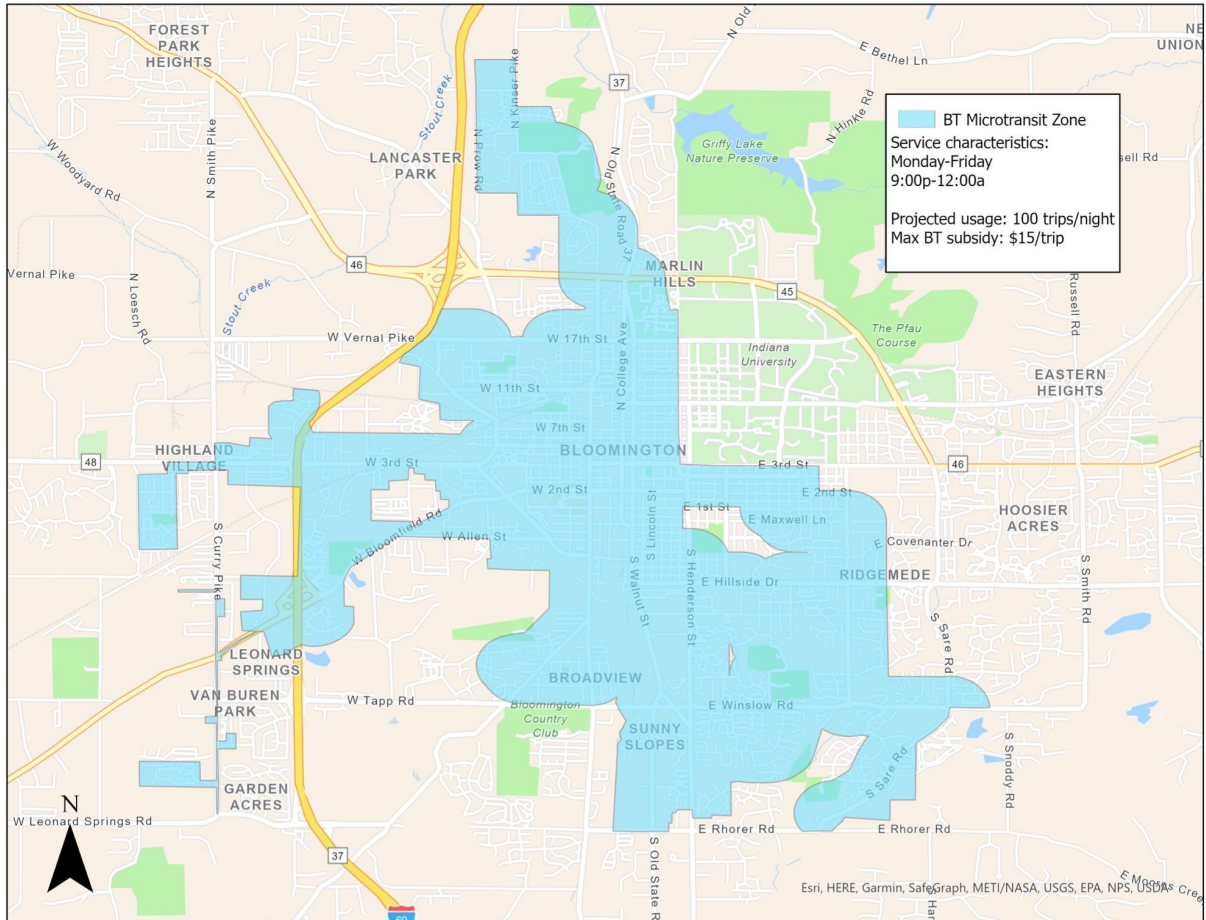 FOREST
PARK
HEIGHTS
N Kinser Pike
37
E Bethel Ln
UNION
Stout Creek
N Smith Pike
W Woodyard Rd
LANCASTER
PARK
N Prow Rd
N Old State Road 37
Griffy Lake
Nature Preserve
N Hinkle Rd
BT Microtransit Zone
Service characteristics:
Monday-Friday
9:00p-12:00a
Projected usage: 100 trips/night
Max BT subsidy: $15/trip
Vernal Pike
N Loesch Rd
Stout Creek
46
MARLIN
HILLS
45
Russell Rd
W Vernal Pike
W 17th St
N College Ave
Indiana
University
The Pfau
Course
W 11th St
EASTERN
HEIGHTS
W 7th St
BLOOMINGTON
48
HIGHLAND
VILLAGE
W 3rd St
E 3rd St
46
W 2nd St
E 2nd St
S Lincoln St
E 1st St
E Maxwell Ln
HOOSIER
ACRES
W Bloomfield Rd
W Allen St
E Covenanter Dr
S Curry Pike
S Walnut St
S Henderson St
E Hillside Dr
RIDGEMEDE
S Smith Rd
S Sare Rd
LEONARD
SPRINGS
VAN BUREN
PARK
W Tapp Rd
BROADVIEW
Bloomington
Country
Club
E Winslow Rd
SUNNY
SLOPES
S Snoddy Rd
S Sare Rd
GARDEN
ACRES
N
W Leonard Springs Rd
37
E Rhorer Rd
E Rhorer Rd
S Old State R
69
Esri, HERE, Garmin, SafeGraph, METI/NASA, USGS, EPA, NPS, USDA